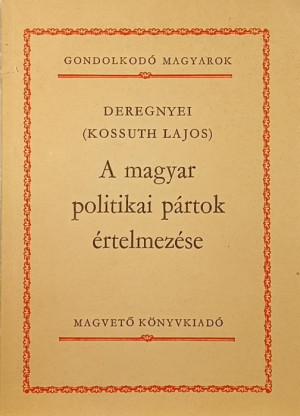 GONDOLKODÓ MAGYAROK
DEREGNYEI
(KOSSUTH LAJOS)
A magyar
politikai pártok
értelmezése
MAGVETŐ KÖNYVKIADÓ